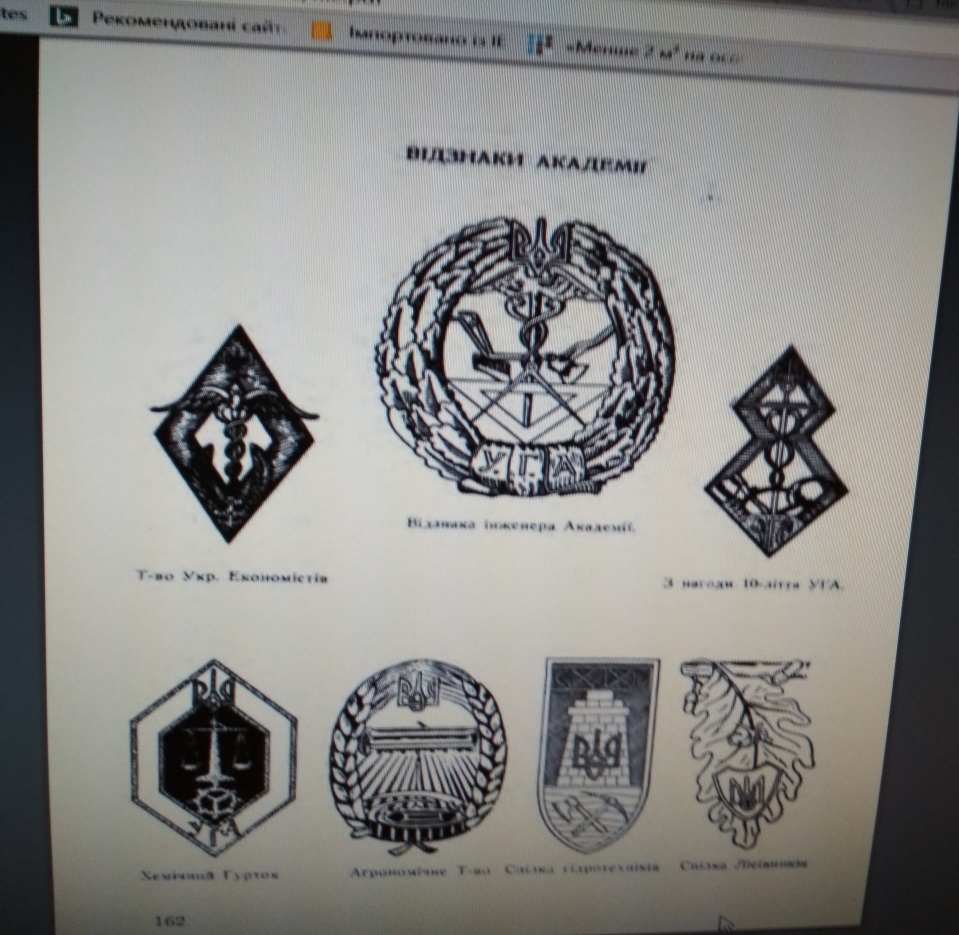 tes Рекомендовані сайт Імпортовано із IE «Менше 2 м² на осо
ВІДЗНАКИ АКАДЕМІЇ
УГА
Відзнака інженера Академії.
Т-во Укр. Економістів
З нагоди 10-ліття УГА.
УГА
Хемічний Гурток
Агрономічне Т-во
Спілка гідротехніків
Спілка Лісівників
162